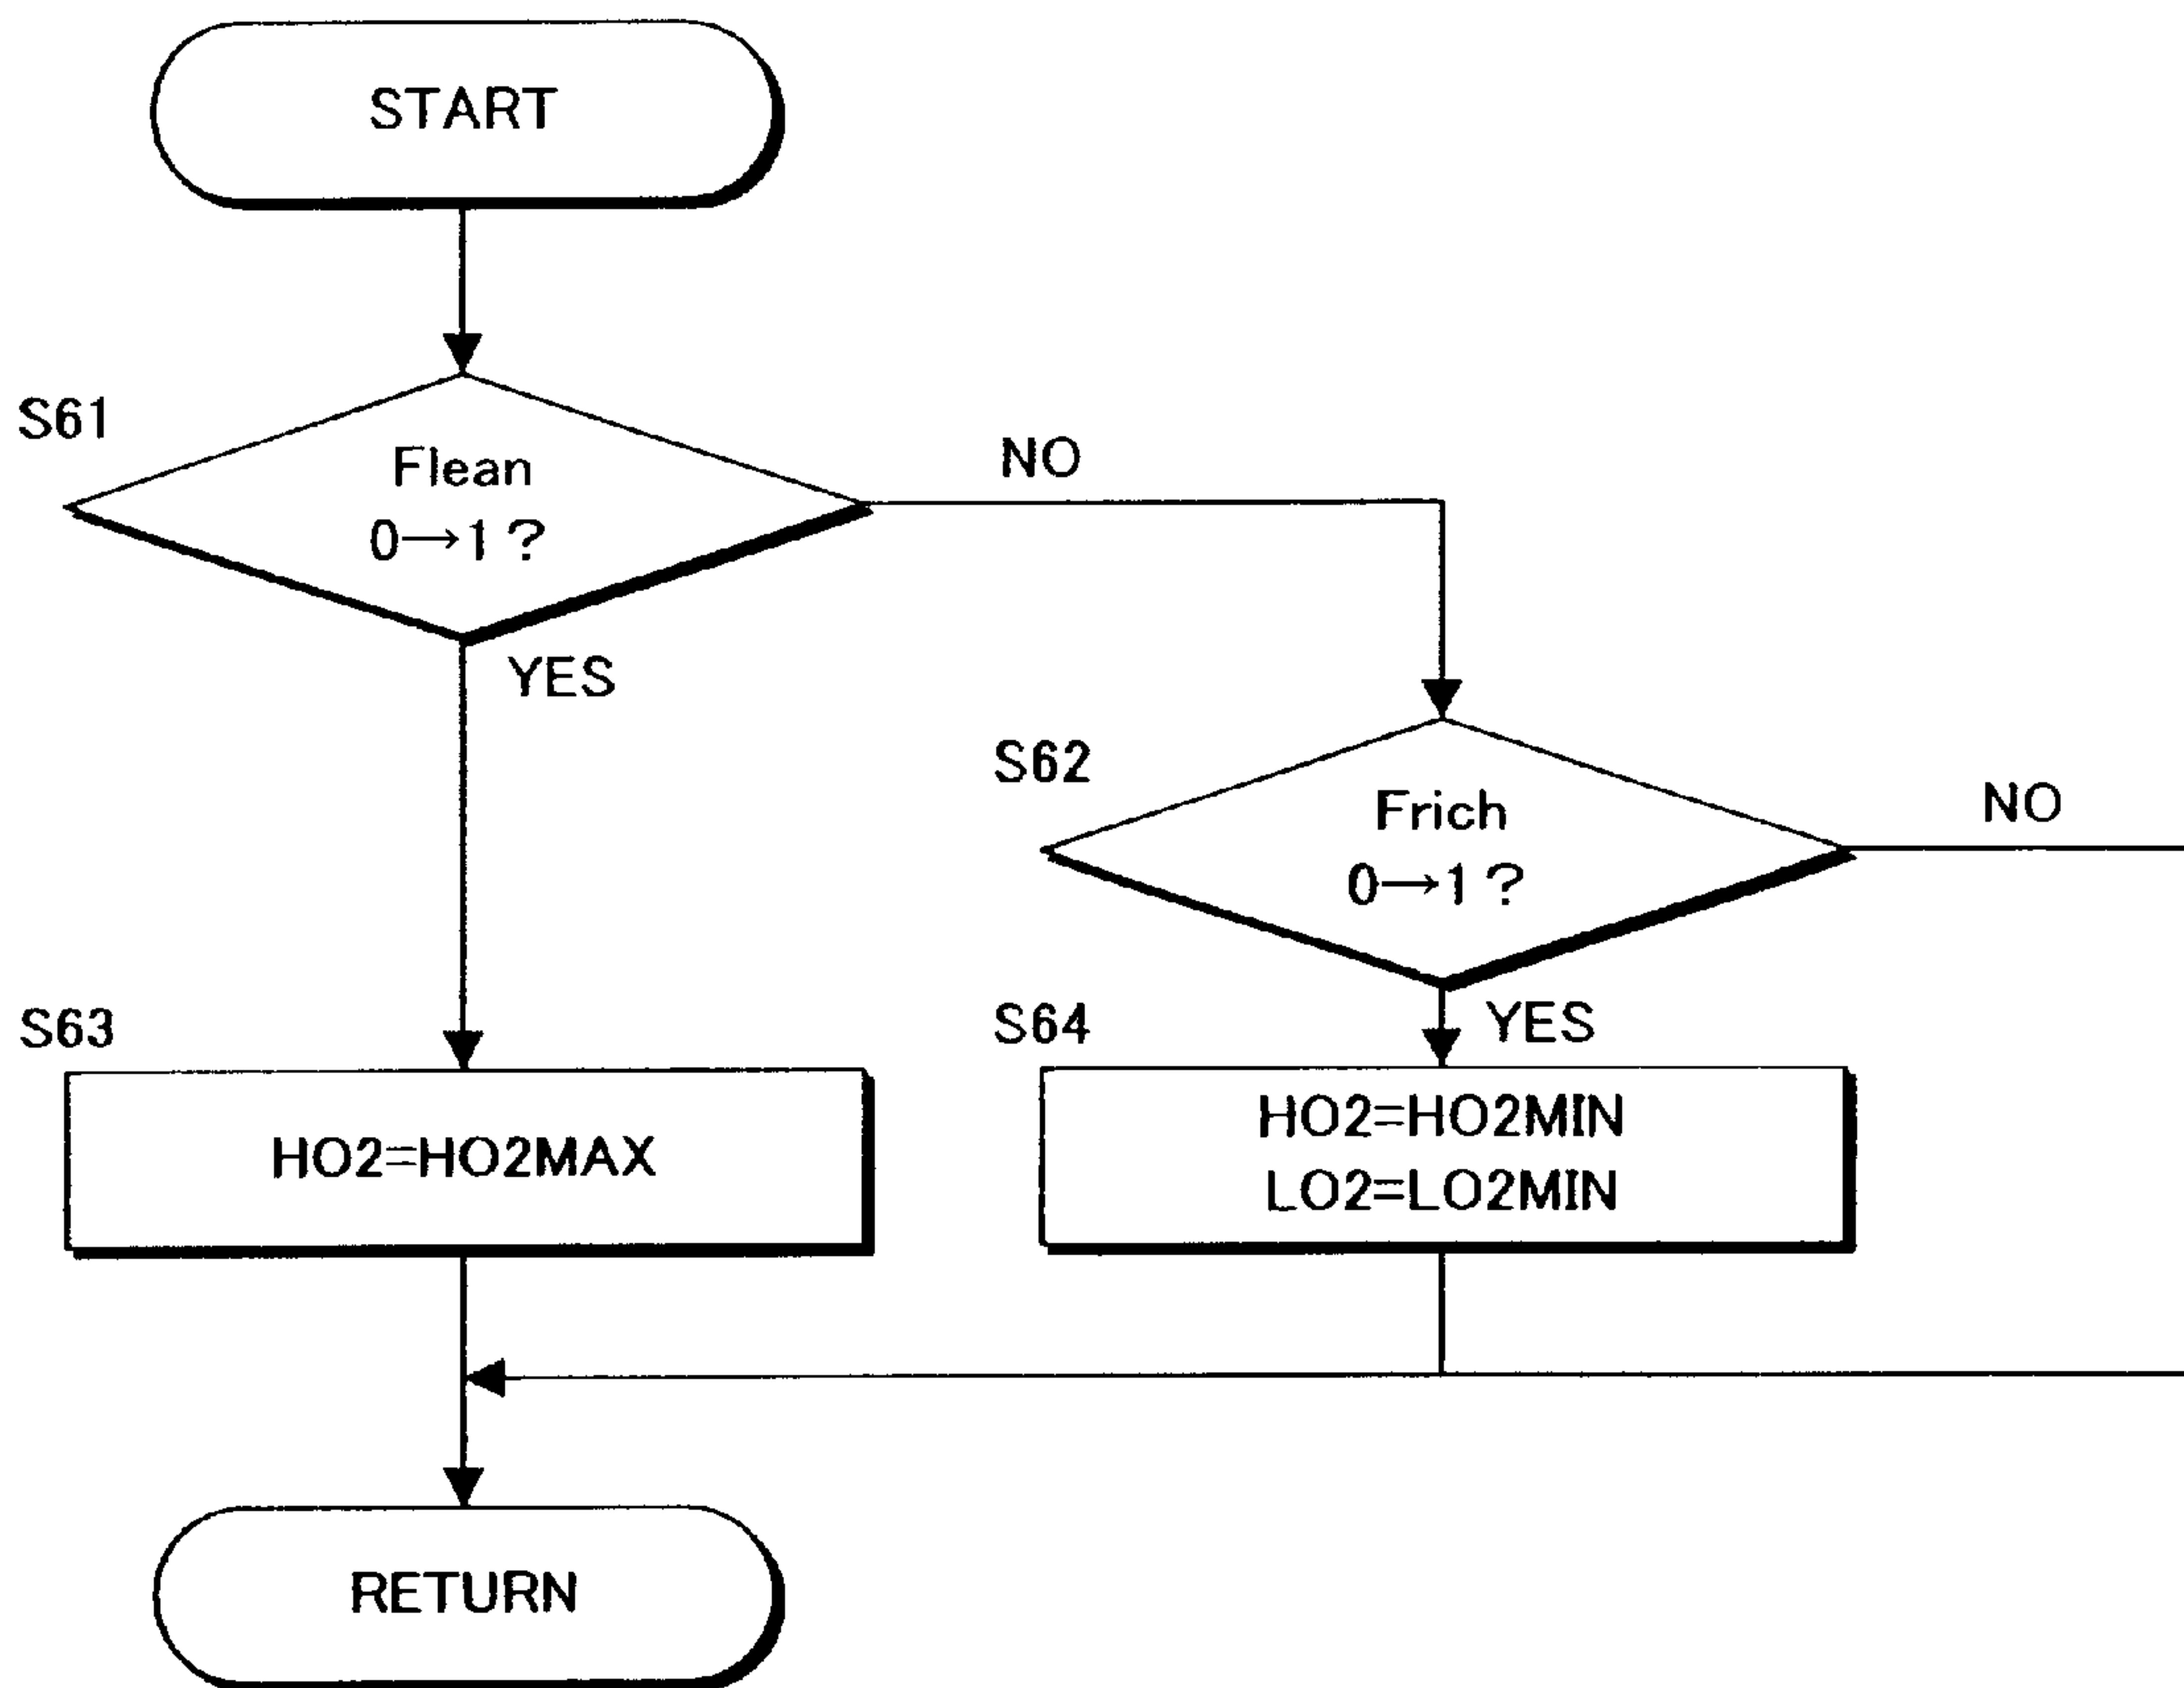 START
S61
Flean
0→1?
NO
YES
S62
Frich
0→1?
NO
YES
S63
HO2=HO2MAX
S64
HO2=HO2MIN
LO2=LO2MIN
RETURN